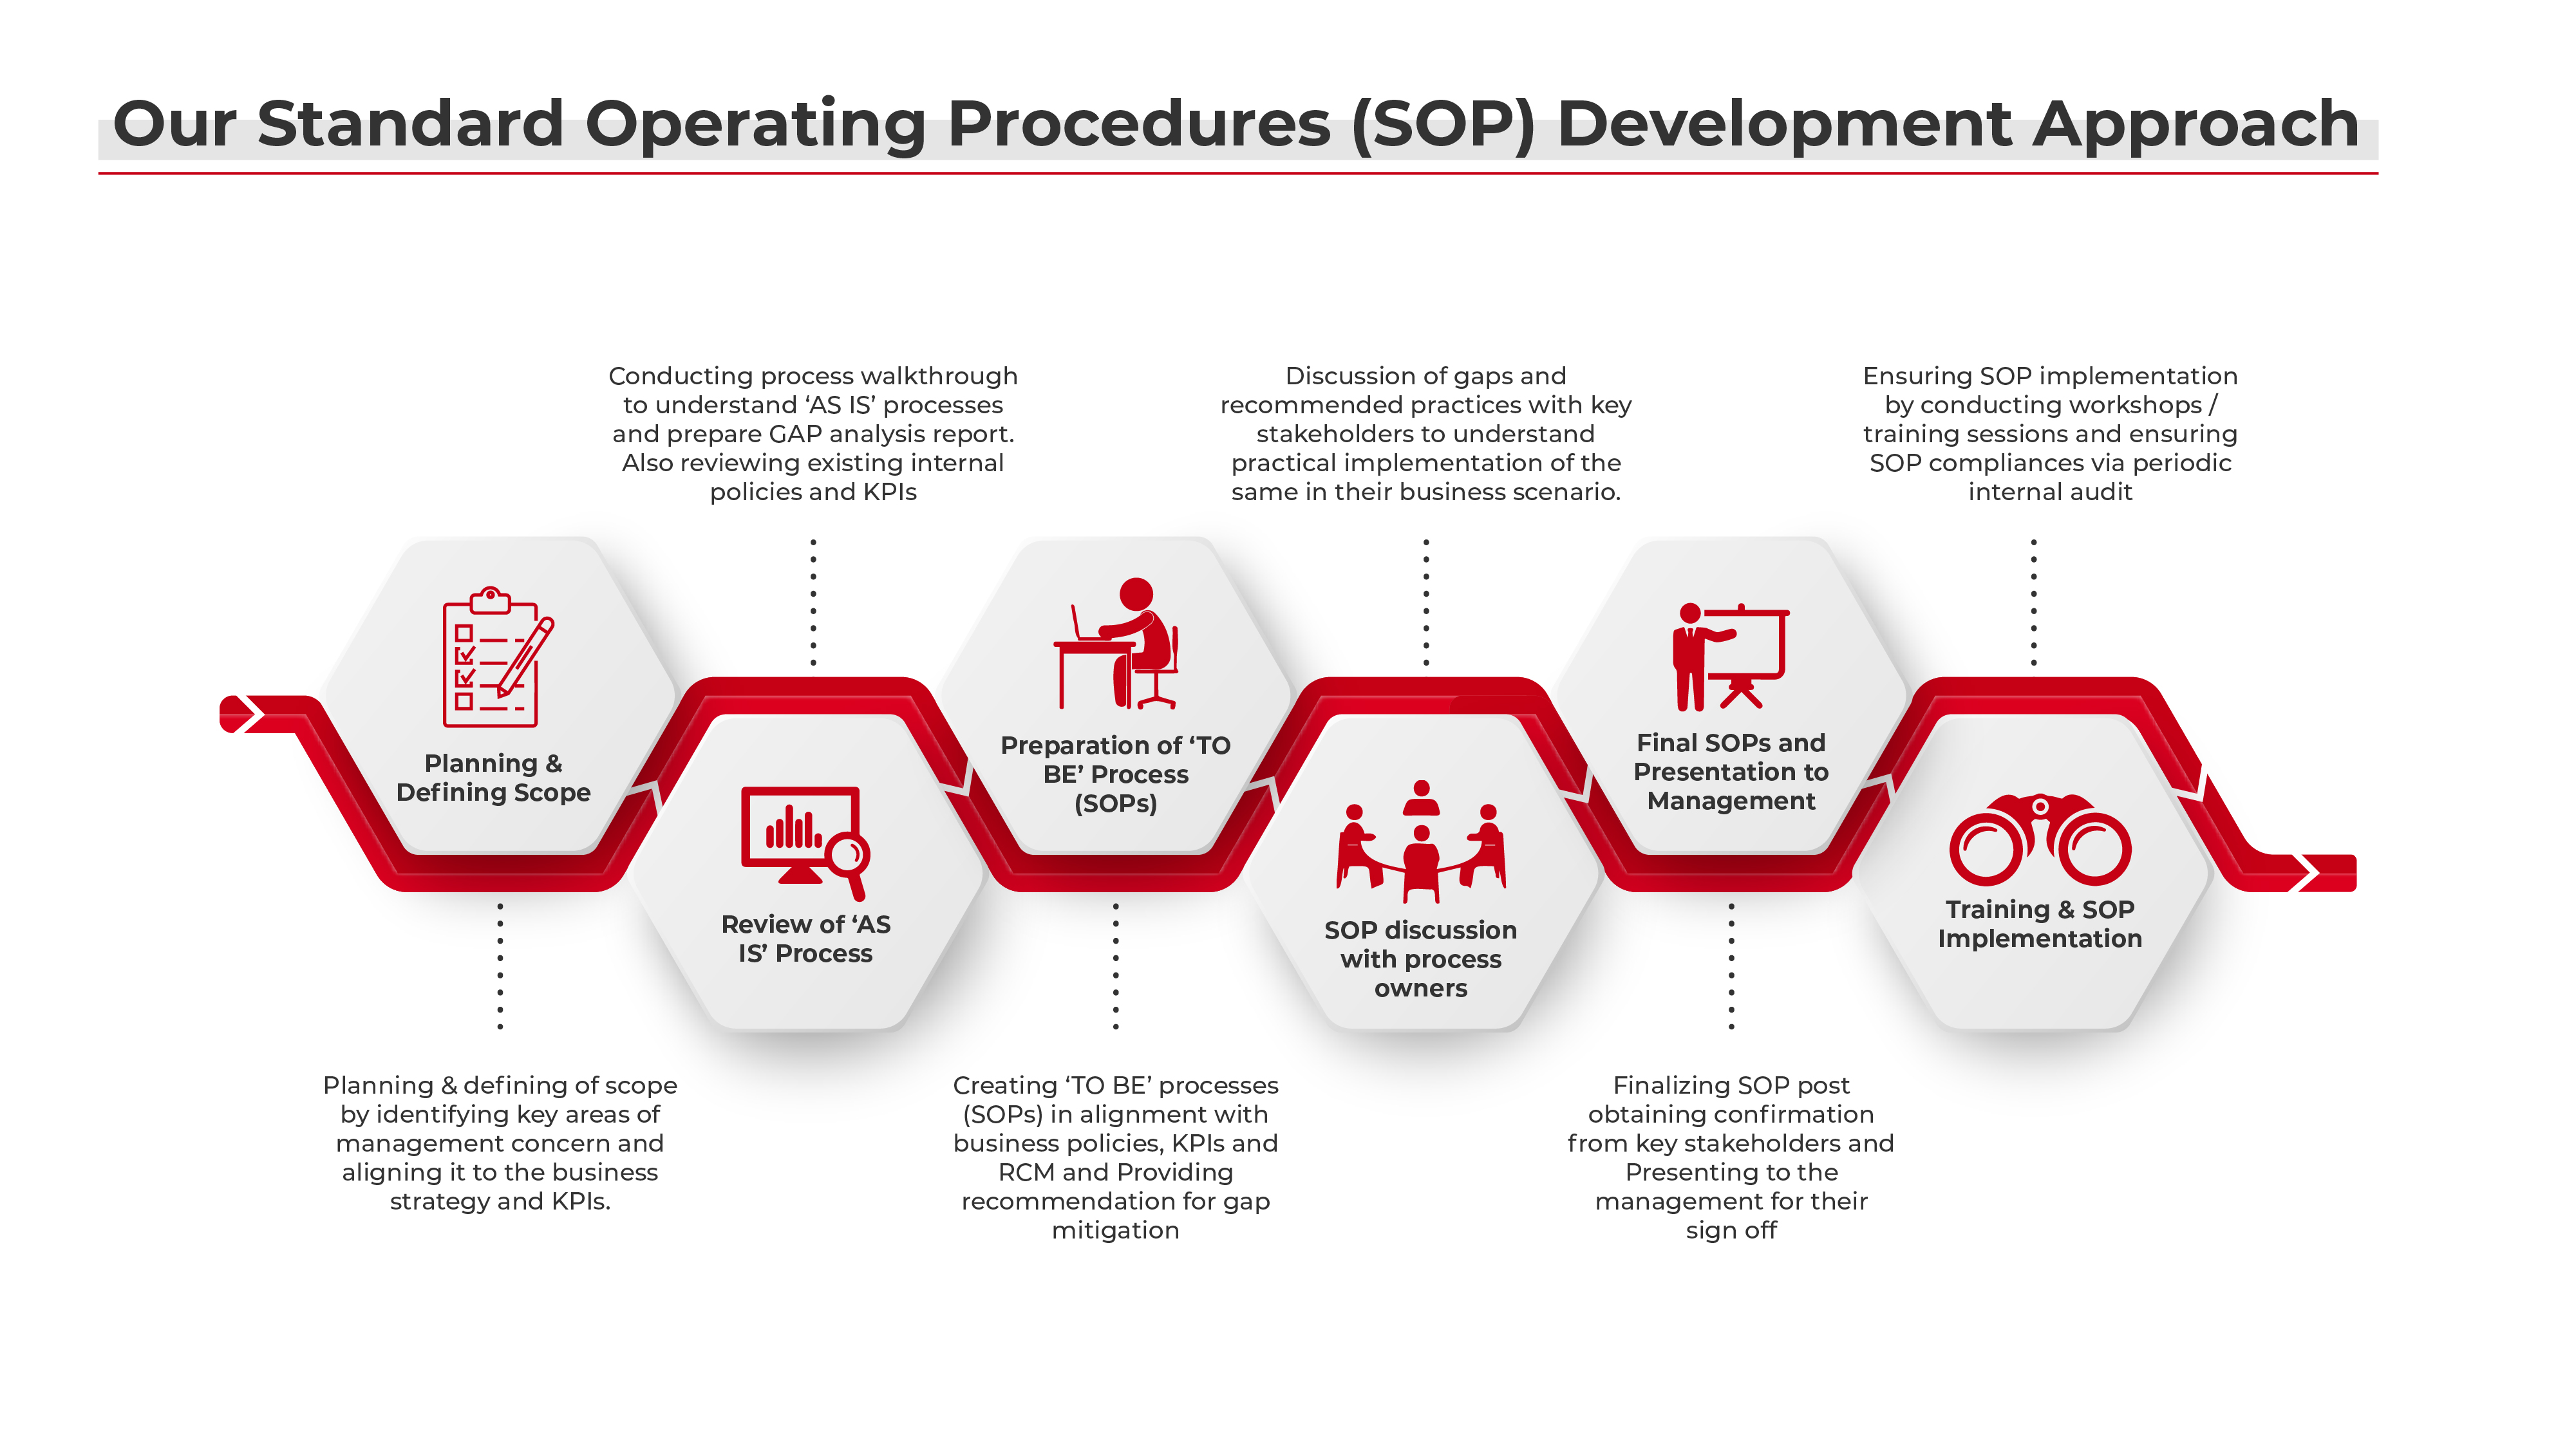 Our Standard Operating Procedures (SOP) Development Approach
Planning &
Defining Scope
Planning & defining of scope
by identifying key areas of
management concern and
aligning it to the business
strategy and KPIs.
Conducting process walkthrough
to understand ‘AS IS’ processes
and prepare GAP analysis report.
Also reviewing existing internal
policies and KPIs
Review of ‘AS
IS’ Process
Preparation of ‘TO
BE’ Process
(SOPs)
Creating ‘TO BE’ processes
(SOPs) in alignment with
business policies, KPIs and
RCM and Providing
recommendation for gap
mitigation
Discussion of gaps and
recommended practices with key
stakeholders to understand
practical implementation of the
same in their business scenario.
SOP discussion
with process
owners
Final SOPs and
Presentation to
Management
Finalizing SOP post
obtaining confirmation
from key stakeholders and
Presenting to the
management for their
sign off
Ensuring SOP implementation
by conducting workshops /
training sessions and ensuring
SOP compliances via periodic
internal audit
Training & SOP
Implementation